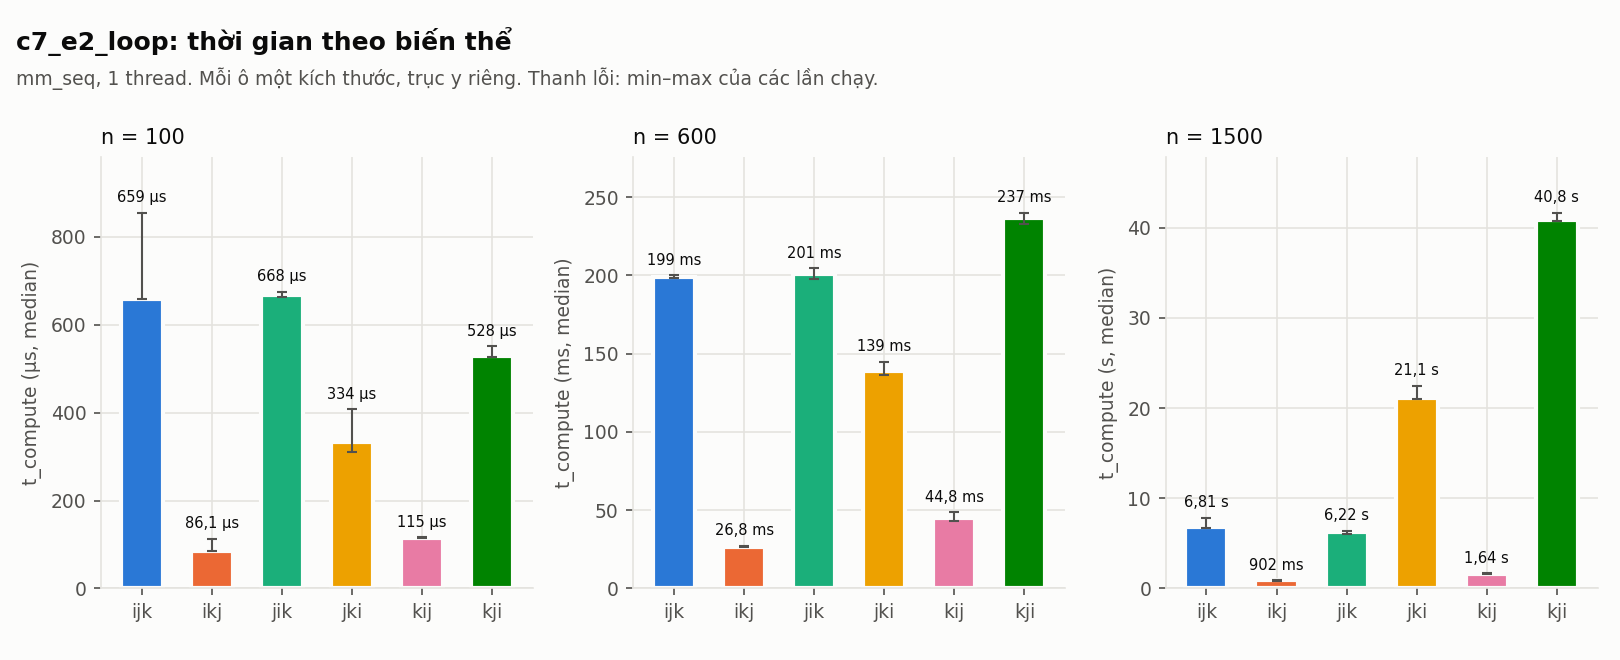 c7_e2_loop: thời gian theo biến thể
mm_seq, 1 thread. Mỗi ô một kích thước, trục y riêng. Thanh lỗi: min–max của các lần chạy.
n = 100
t_compute (µs, median)
800
600
400
200
0
659 µs
86,1 µs
668 µs
334 µs
115 µs
528 µs
ijk
ikj
jik
jki
kij
kji
n = 600
t_compute (ms, median)
250
200
150
100
50
0
199 ms
26,8 ms
201 ms
139 ms
44,8 ms
237 ms
ijk
ikj
jik
jki
kij
kji
n = 1500
t_compute (s, median)
40
30
20
10
0
6,81 s
902 ms
6,22 s
21,1 s
1,64 s
40,8 s
ijk
ikj
jik
jki
kij
kji